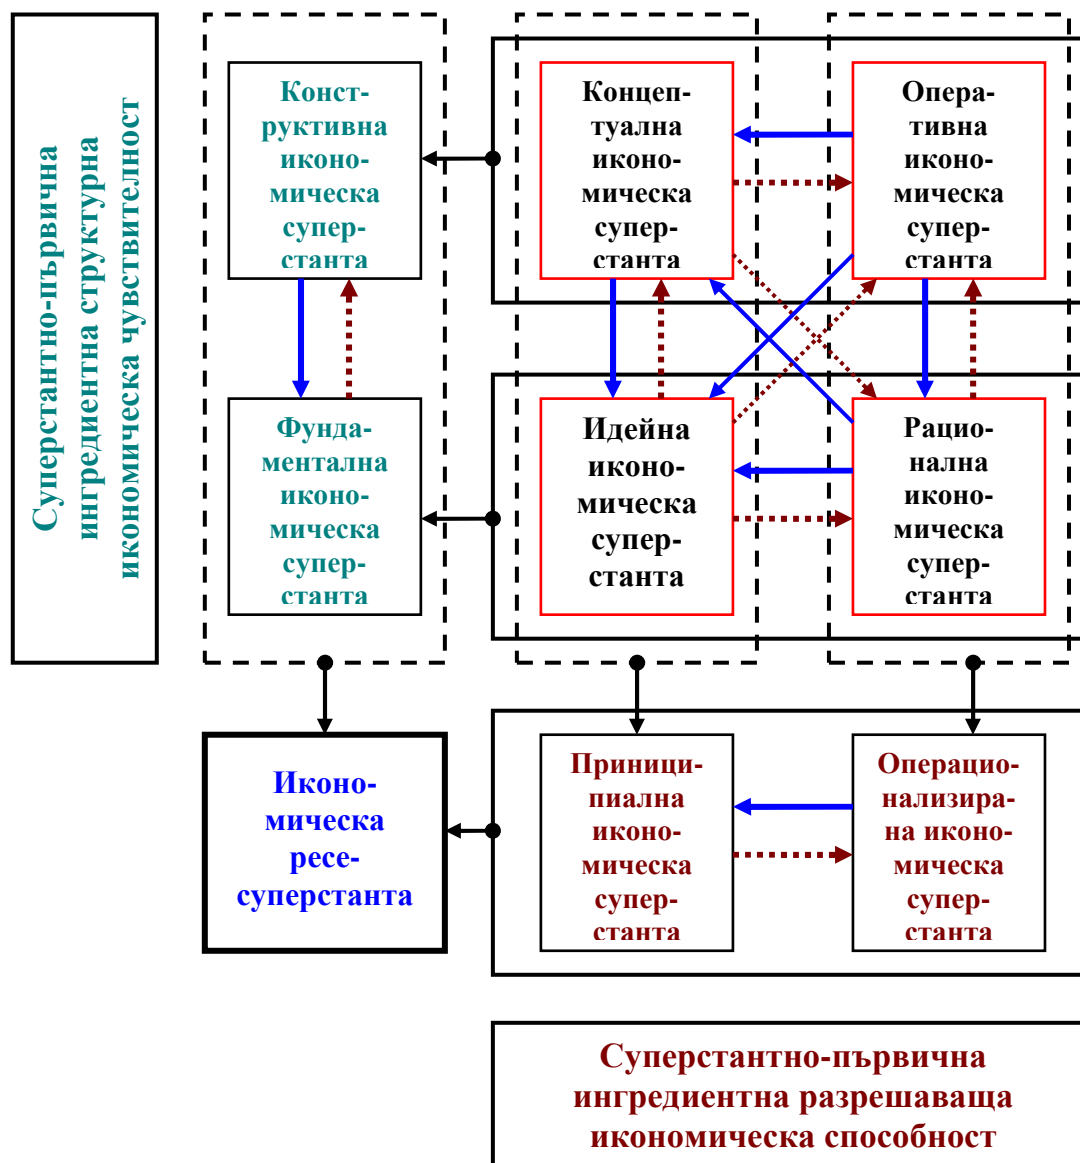 Суперстантно-първична
ингредиентна структурна
икономическа чувствителност
Конст-
руктивна
иконо-
мическа
супер-
станта
Концеп-
туална
иконо-
мическа
супер-
станта
Опера-
тивна
иконо-
мическа
супер-
станта
Фунда-
ментална
иконо-
мическа
супер-
станта
Идейна
иконо-
мическа
супер-
станта
Рацио-
нална
иконо-
мическа
супер-
станта
Иконо-
мическа
ресе-
суперстанта
Приници-
пиална
иконо-
мическа
супер-
станта
Операцио-
нализира-
на иконо-
мическа
супер-
станта
Суперстантно-първична
ингредиентна разрешаваща
икономическа способност